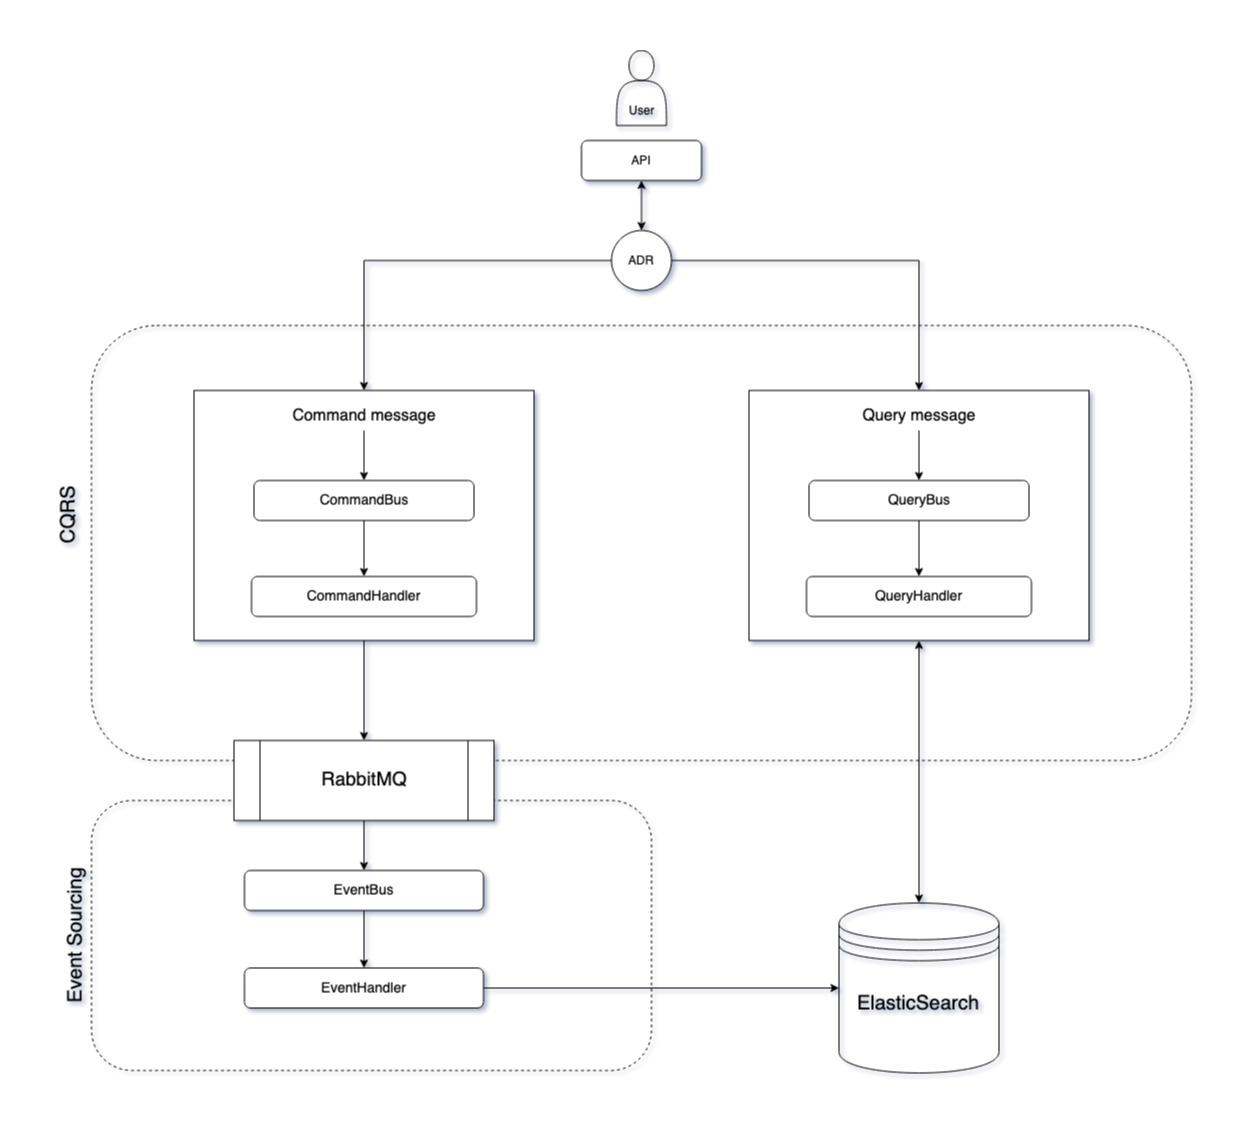 User
API
ADR
CQRS
Command message
Query message
CommandBus
QueryBus
CommandHandler
QueryHandler
RabbitMQ
Event Sourcing
EventBus
EventHandler
ElasticSearch